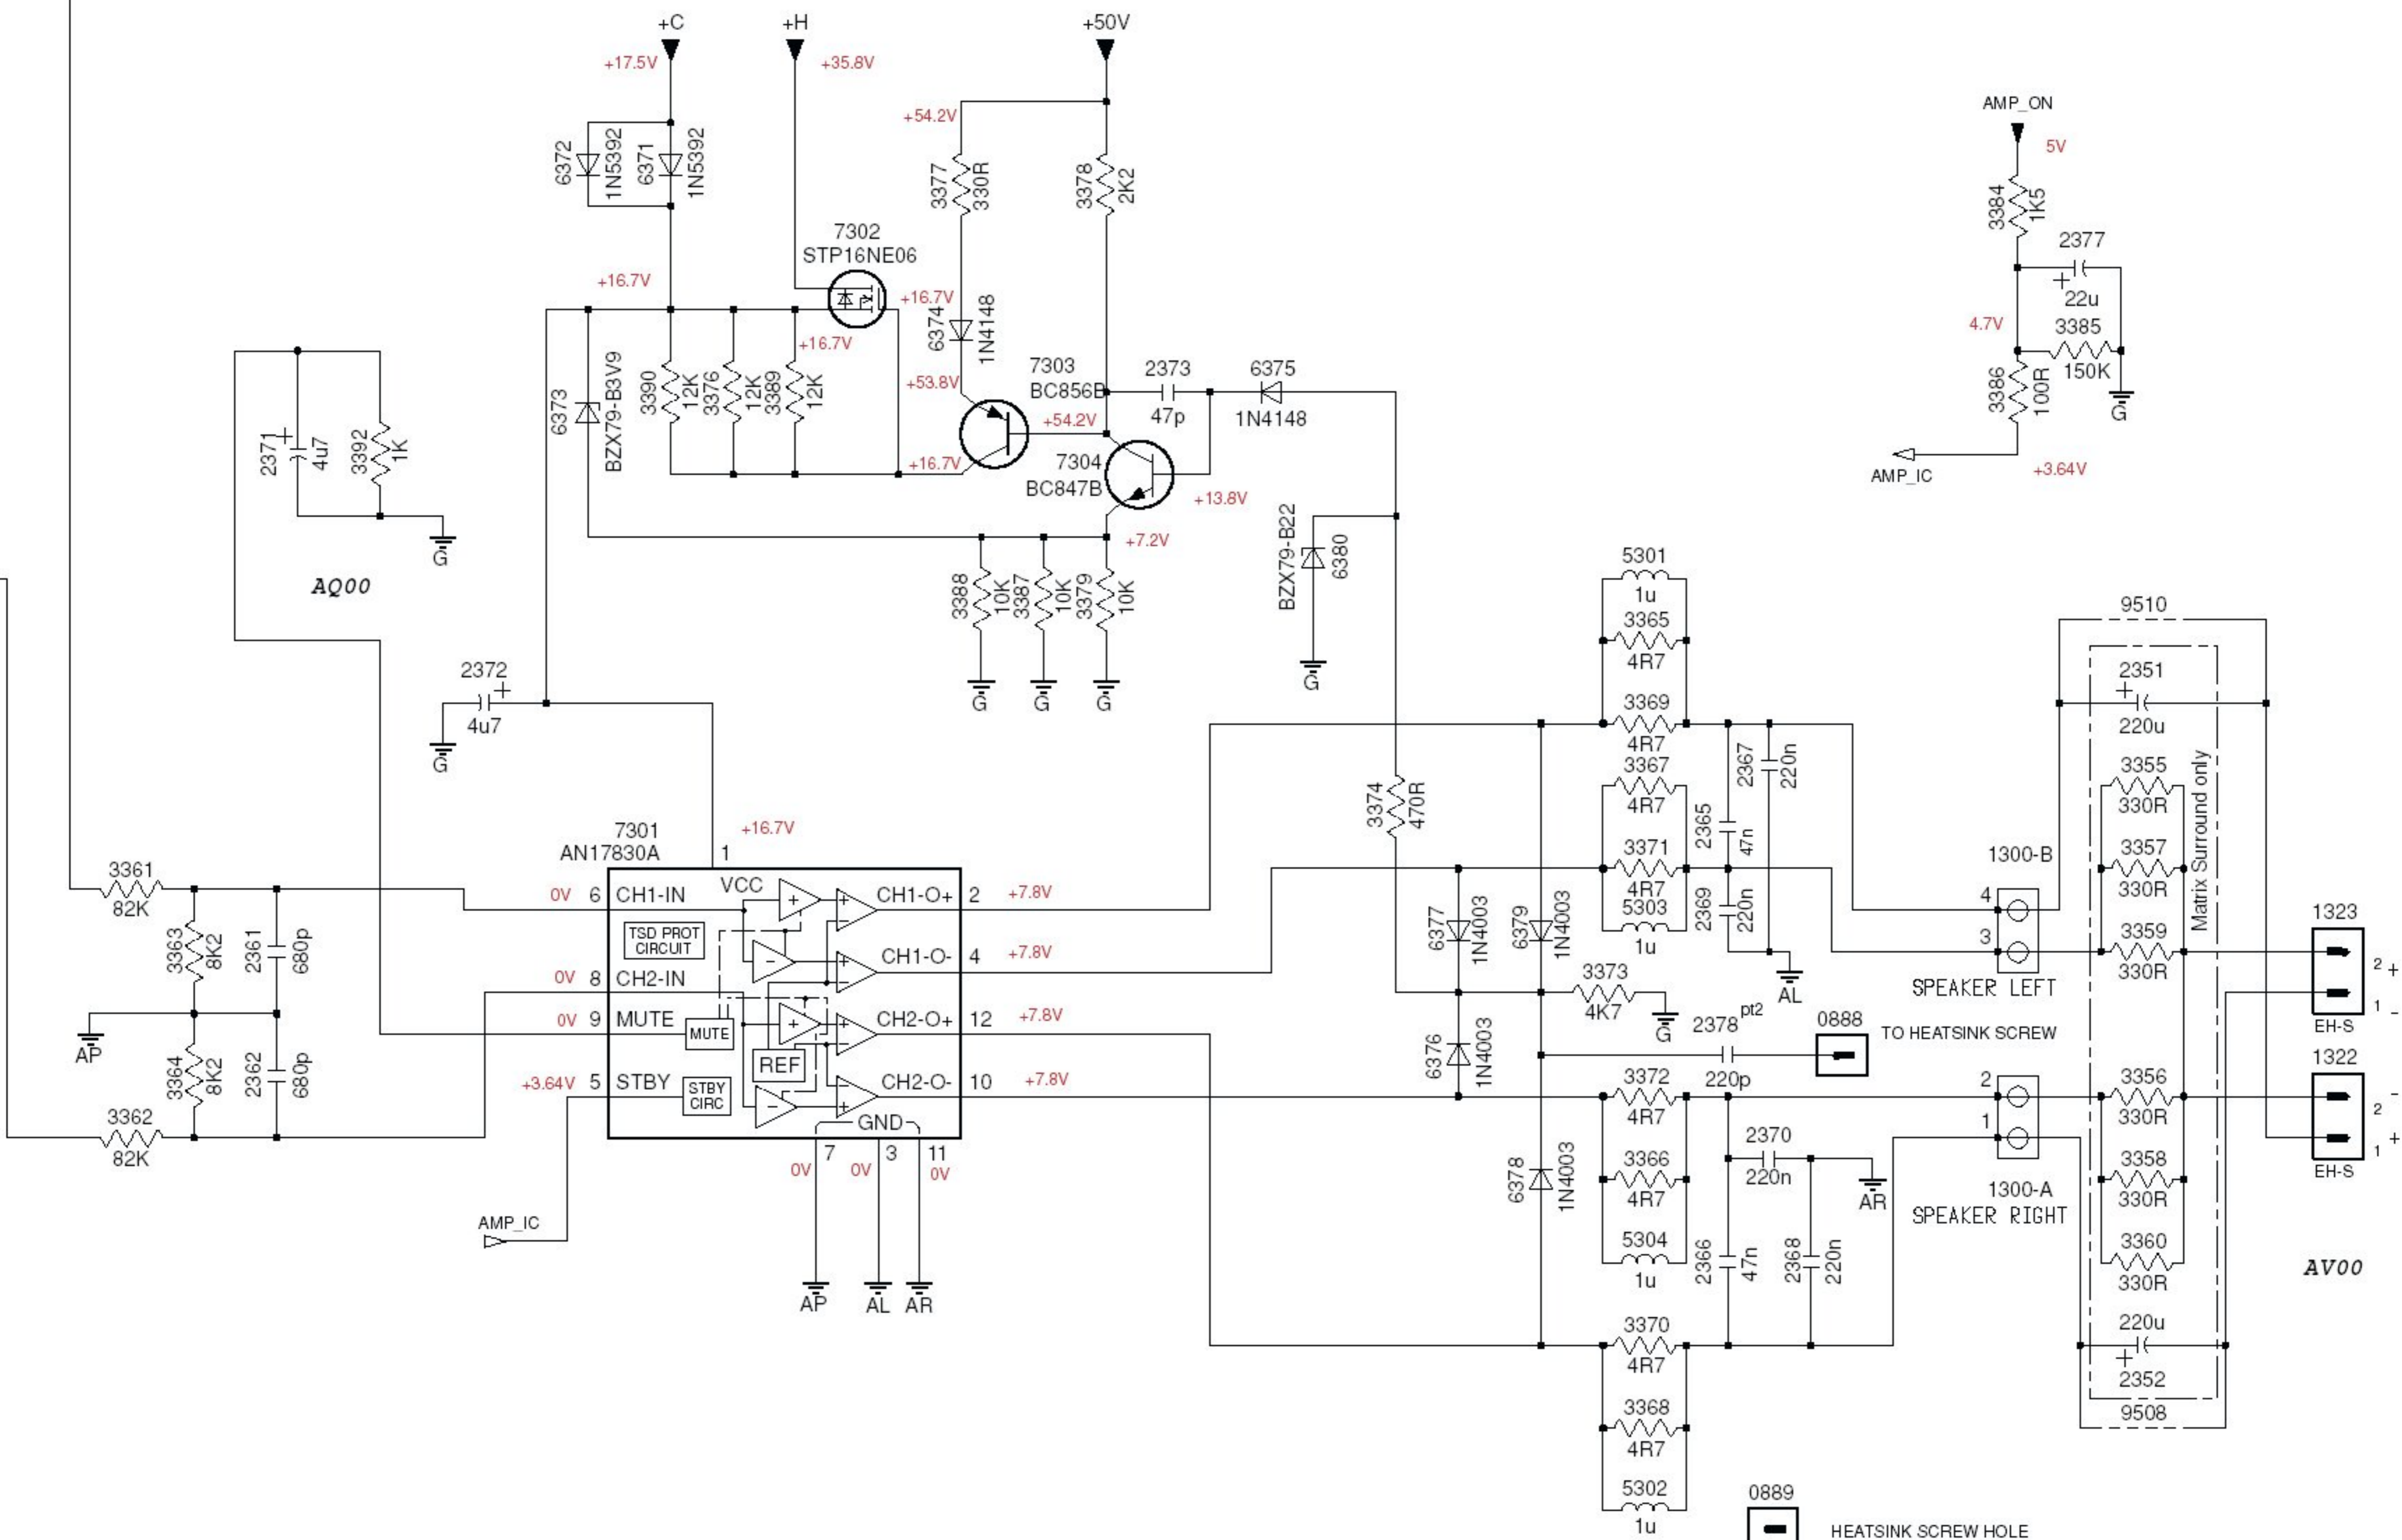 +C
+H
+50V
+17.5V
+35.8V
AMP_ON
+54.2V
5V
6372
1N5392
6371
1N5392
3377
330R
3378
2K2
3384
1K5
7302
STP16NE06
2377
22u
+16.7V
+16.7V
4.7V
3385
150K
+16.7V
6374
1N4148
7303
BC856B
2373
47p
6375
1N4148
+53.8V
3386
100R
G
6373
BZX79-B3V9
3390
12K
3376
12K
3389
12K
+54.2V
2371
+
4u7
3392
1K
+16.7V
7304
BC847B
AMP_IC
+3.64V
+13.8V
G
+7.2V
BZX79-B22
6380
AQ00
3388
10K
3387
10K
3379
10K
5301
1u
9510
3365
4R7
G
G
G
G
2372
+
4u7
G
2351
+
220u
3369
4R7
2367
220n
3367
4R7
3355
330R
Matrix Surround only
3374
470R
2365
47n
7301
AN17830A
+16.7V
1
3371
4R7
1300-B
3357
330R
3361
82K
0V
6
CH1-IN
VCC
CH1-O+
2
+7.8V
5303
1u
2369
220n
4
3
1323
3363
8K2
2361
680p
TSD PROT
CIRCUIT
6377
1N4003
6379
1N4003
3359
330R
0V
8
CH2-IN
CH1-O-
4
+7.8V
3373
4K7
AL
SPEAKER LEFT
2
+
1
-
EH-S
AP
0V
9
MUTE
MUTE
REF
CH2-O+
12
+7.8V
G
2378
pt2
220p
0888
TO HEATSINK SCREW
1322
3364
8K2
2362
680p
+3.64V
5
STBY
STBY
CIRC
CH2-O-
10
+7.8V
6376
1N4003
3372
4R7
2
1
3356
330R
-
2
1
+
EH-S
3362
82K
GND
7
3
11
0V
0V
0V
2370
220n
3366
4R7
6378
1N4003
AR
1300-A
SPEAKER RIGHT
3358
330R
AMP_IC
5304
1u
2366
47n
2368
220n
3360
330R
AV00
AP
AL
AR
3370
4R7
220u
+
2352
3368
4R7
9508
5302
1u
0889
HEATSINK SCREW HOLE